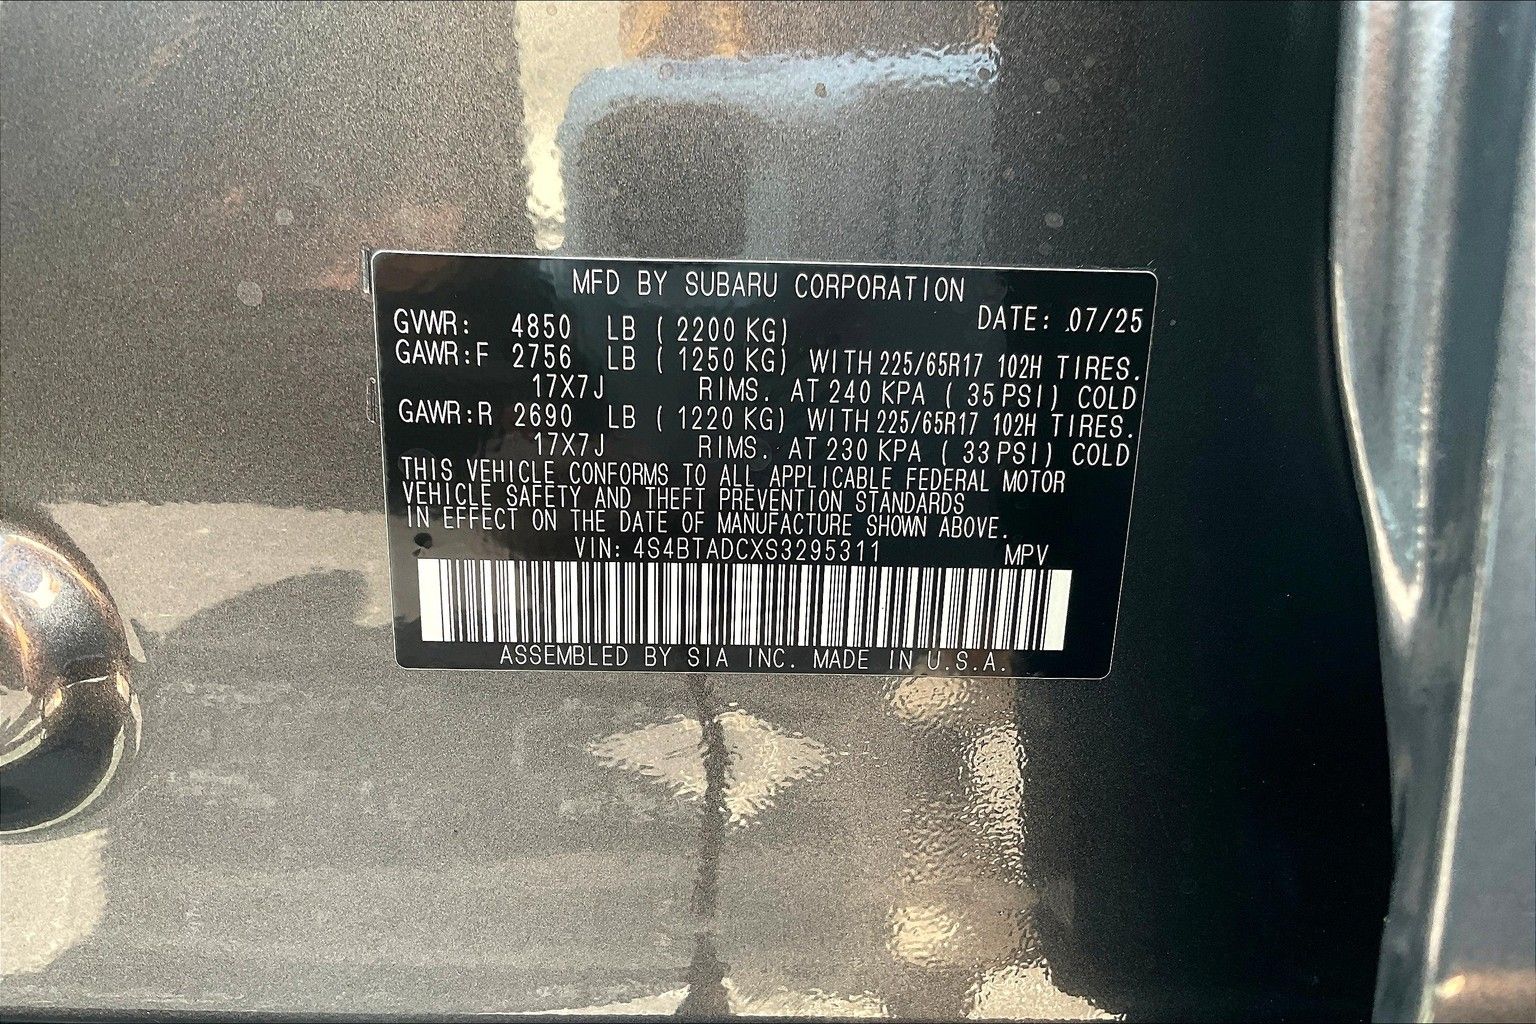 MFD BY SUBARU CORPORATION
DATE: 07/25
GVWR: 4850 LB ( 2200 KG)
GAWR:F 2756 LB ( 1250 KG) WITH 225/65R17 102H TIRES.
17X7J RIMS. AT 240 KPA ( 35 PSI) COLD
GAWR:R 2690 LB ( 1220 KG) WITH 225/65R17 102H TIRES.
17X7J RIMS. AT 230 KPA ( 33 PSI) COLD
THIS VEHICLE CONFORMS TO ALL APPLICABLE FEDERAL MOTOR
VEHICLE SAFETY AND THEFT PREVENTION STANDARDS
IN EFFECT ON THE DATE OF MANUFACTURE SHOWN ABOVE.
VIN: 4S4BTADCXS3295311 MPV
ASSEMBLED BY SIA INC. MADE IN U.S.A.